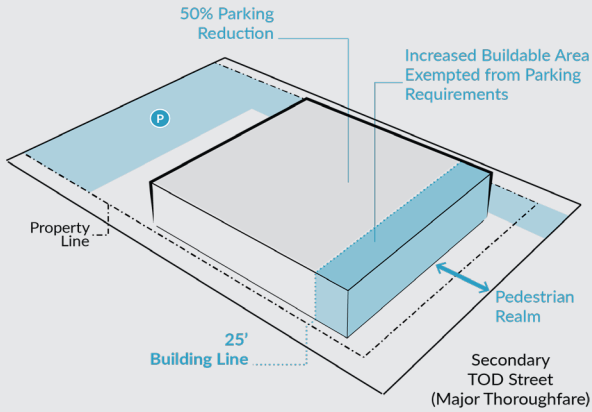 50% Parking
Reduction
Increased Buildable Area
Exempted from Parking
Requirements
P
Property
Line
25’
Building Line
Pedestrian
Realm
Secondary
TOD Street
(Major Thoroughfare)